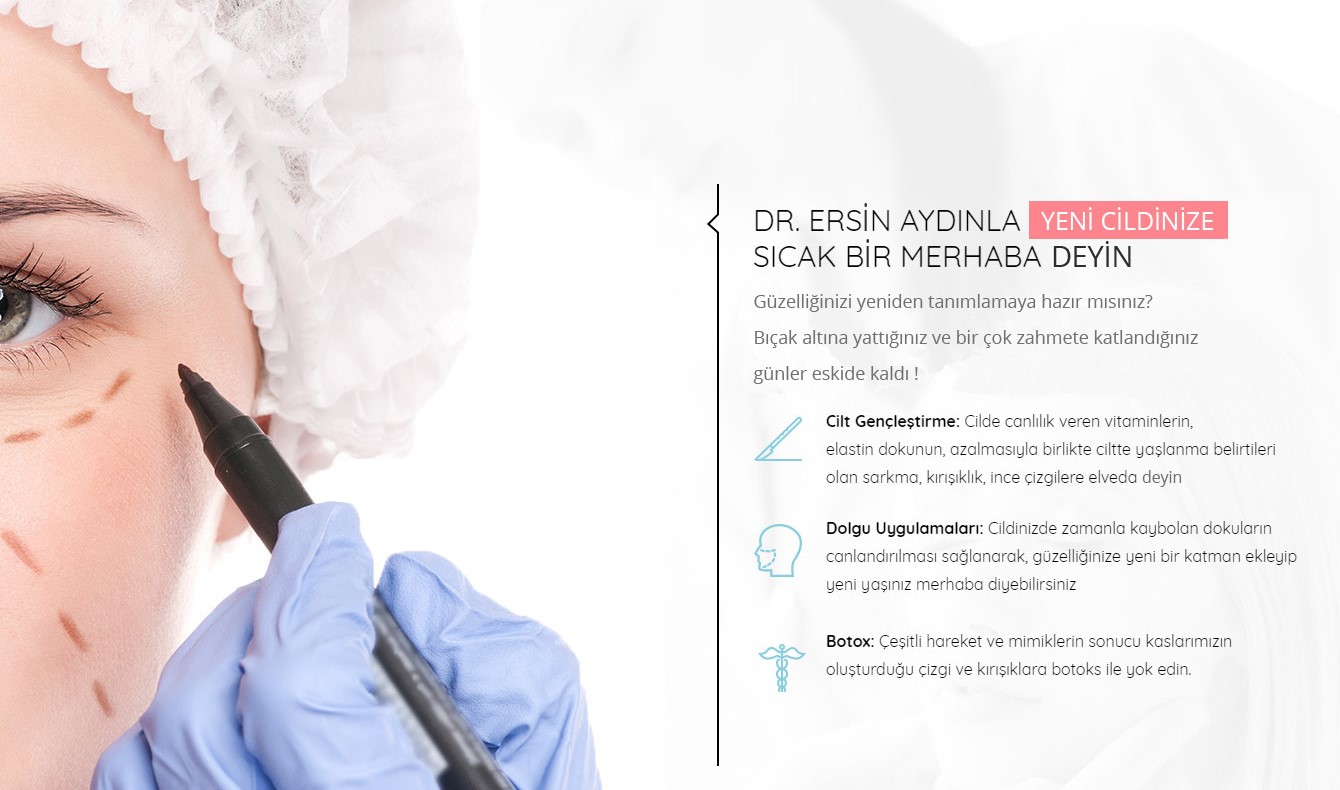 DR. ERSİN AYDINLA YENİ CİLDİNİZE
SICAK BİR MERHABA DEYİN
Güzelliğinizi yeniden tanımlamaya hazır mısınız?
Bıçak altına yattığınız ve bir çok zahmete katlandığınız
günler eskide kaldı !
Cilt Gençleştirme: Cilde canlılık veren vitaminlerin,
elastin dokunun, azalmasıyla birlikte ciltte yaşlanma belirtileri
olan sarkma, kırışıklık, ince çizgilere elveda deyin
Dolgu Uygulamaları: Cildinizde zamanla kaybolan dokuların
canlandırılması sağlanarak, güzelliğinize yeni bir katman ekleyip
yeni yaşınız merhaba diyebilirsiniz
Botox: Çeşitli hareket ve mimiklerin sonucu kaslarımızın
oluşturduğu çizgi ve kırışıklara botoks ile yok edin.